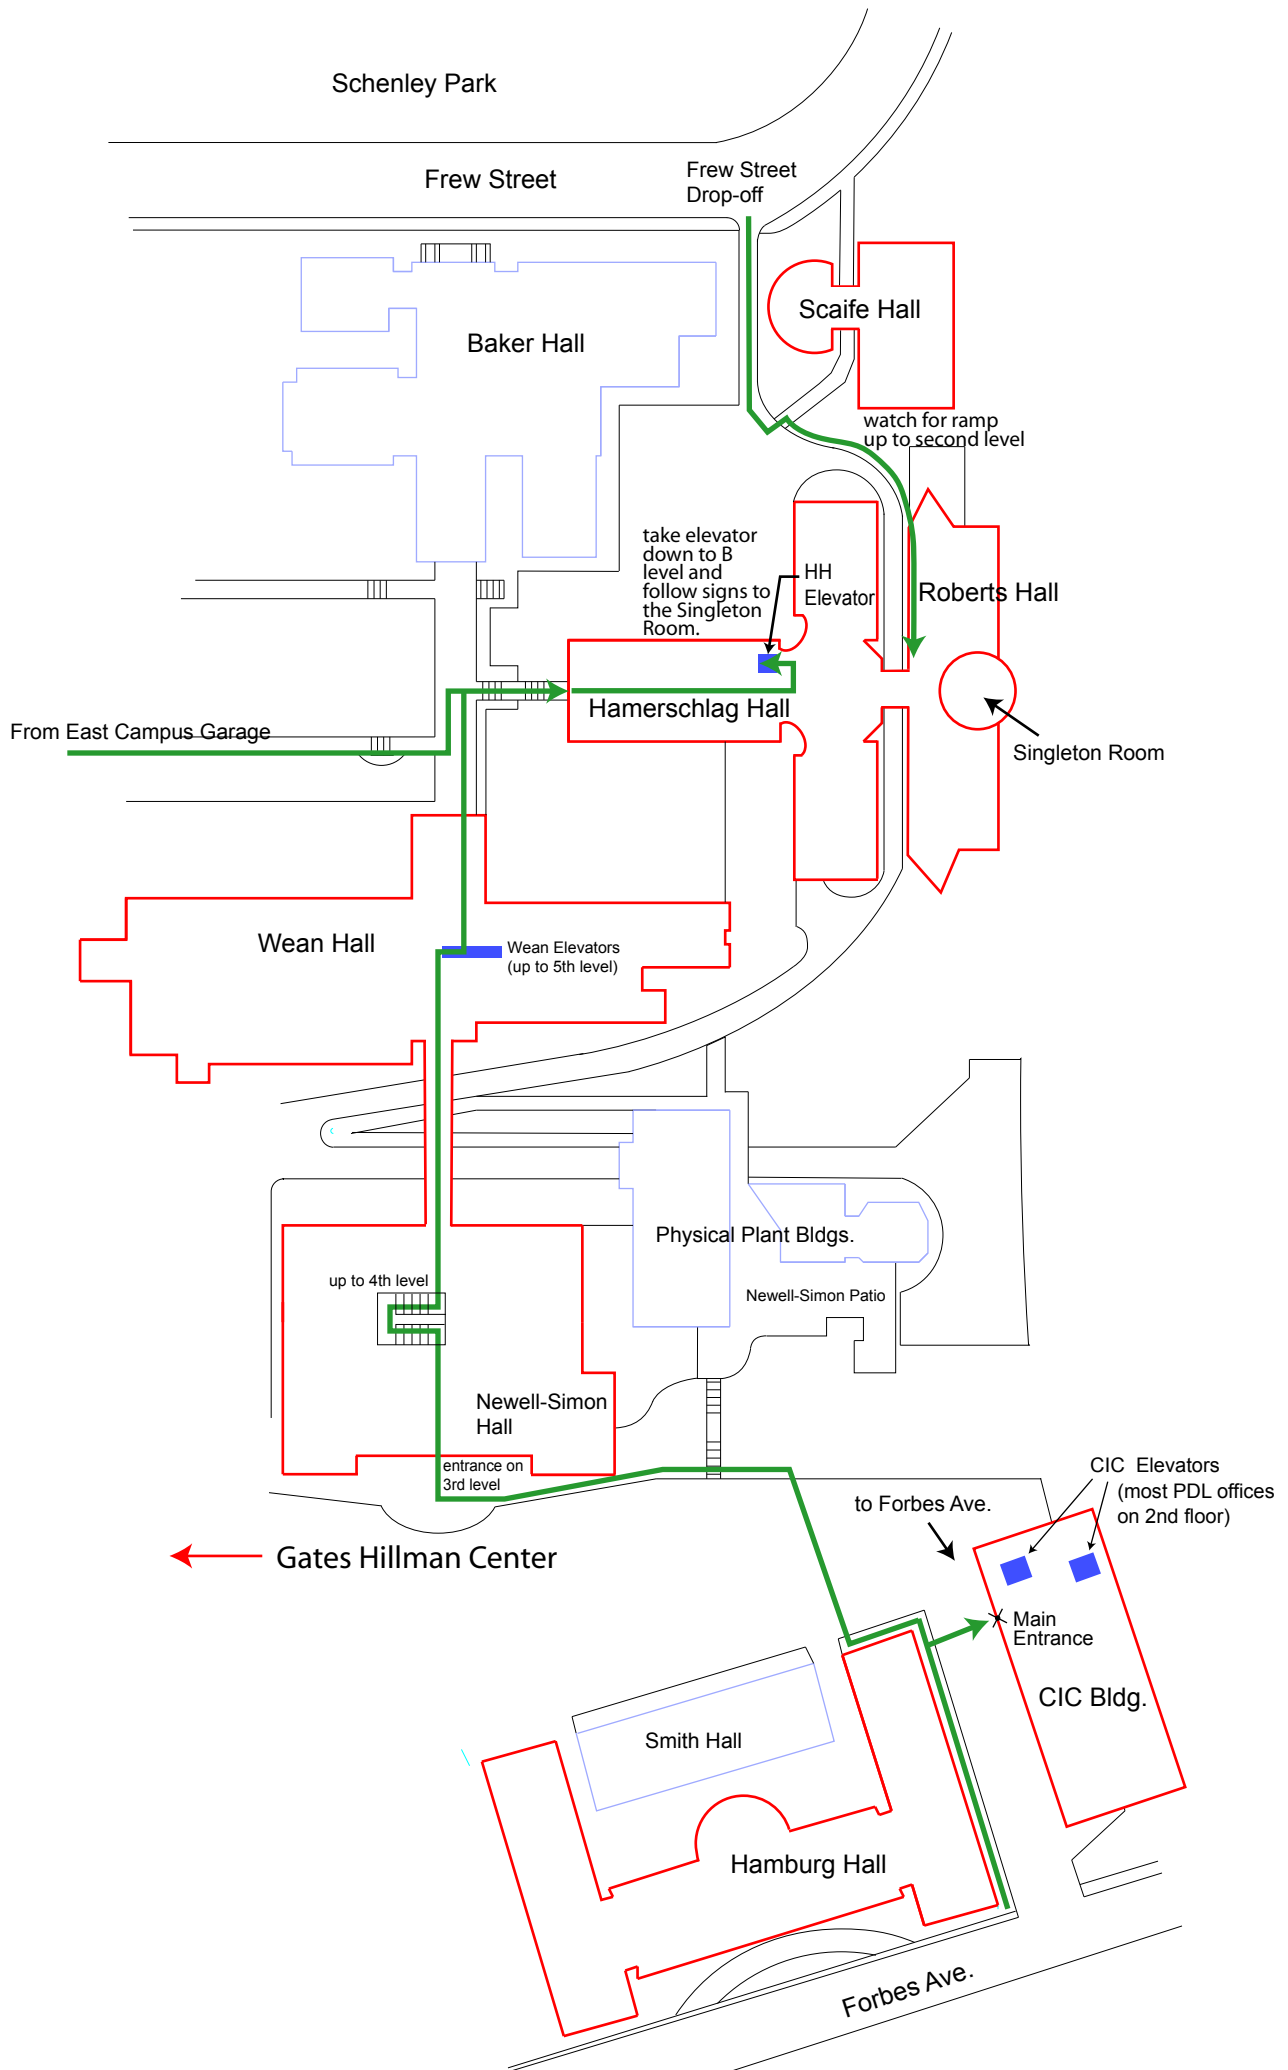 Schenley Park
Frew Street
Frew Street
Drop-off
Scaife Hall
Baker Hall
watch for ramp
up to second level
take elevator
down to B
level and
follow signs to
the Singleton
Room.
HH
Elevator
Roberts Hall
Hamerschlag Hall
From East Campus Garage
Singleton Room
Wean Hall
Wean Elevators
(up to 5th level)
Physical Plant Bldgs.
up to 4th level
Newell-Simon Patio
Newell-Simon
Hall
entrance on
3rd level
CIC Elevators
(most PDL offices
on 2nd floor)
to Forbes Ave.
Gates Hillman Center
Main
Entrance
CIC Bldg.
Smith Hall
Hamburg Hall
Forbes Ave.